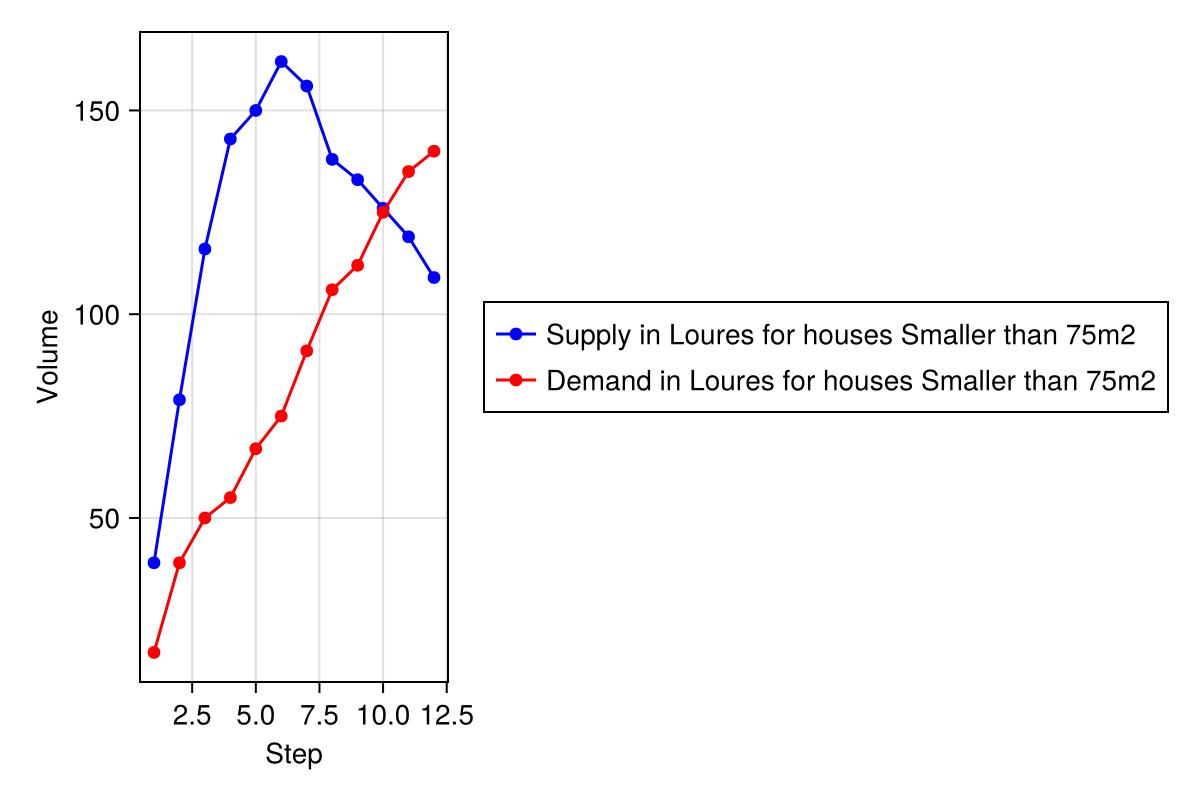 150
100
50
Volume
2.5 5.0 7.5 10.0 12.5
Step
Supply in Loures for houses Smaller than 75m2
Demand in Loures for houses Smaller than 75m2